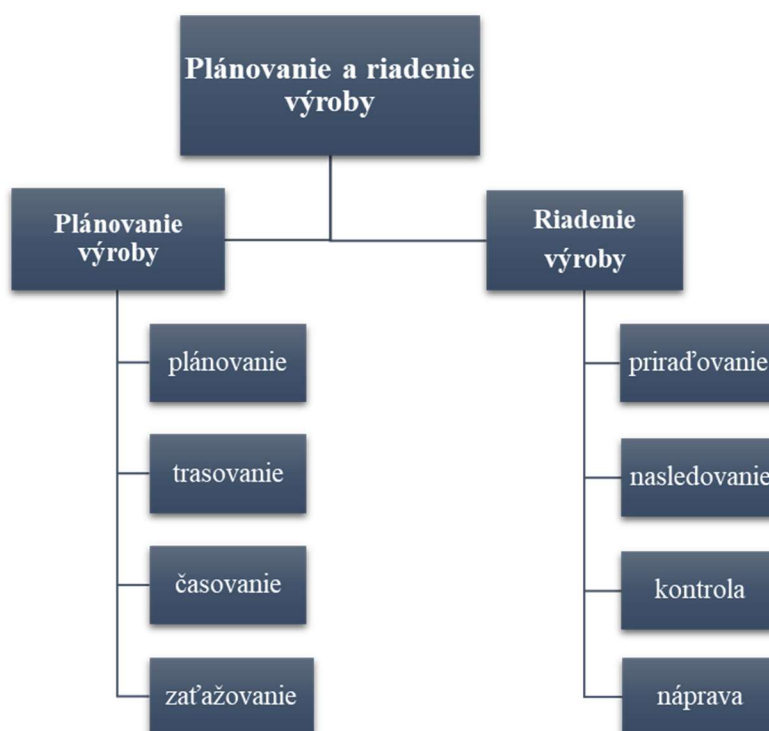 Plánovanie a riadenie
výroby
Plánovanie
výroby
plánovanie
trasovanie
časovanie
zaťažovanie
Riadenie
výroby
priraďovanie
nasledovanie
kontrola
náprava